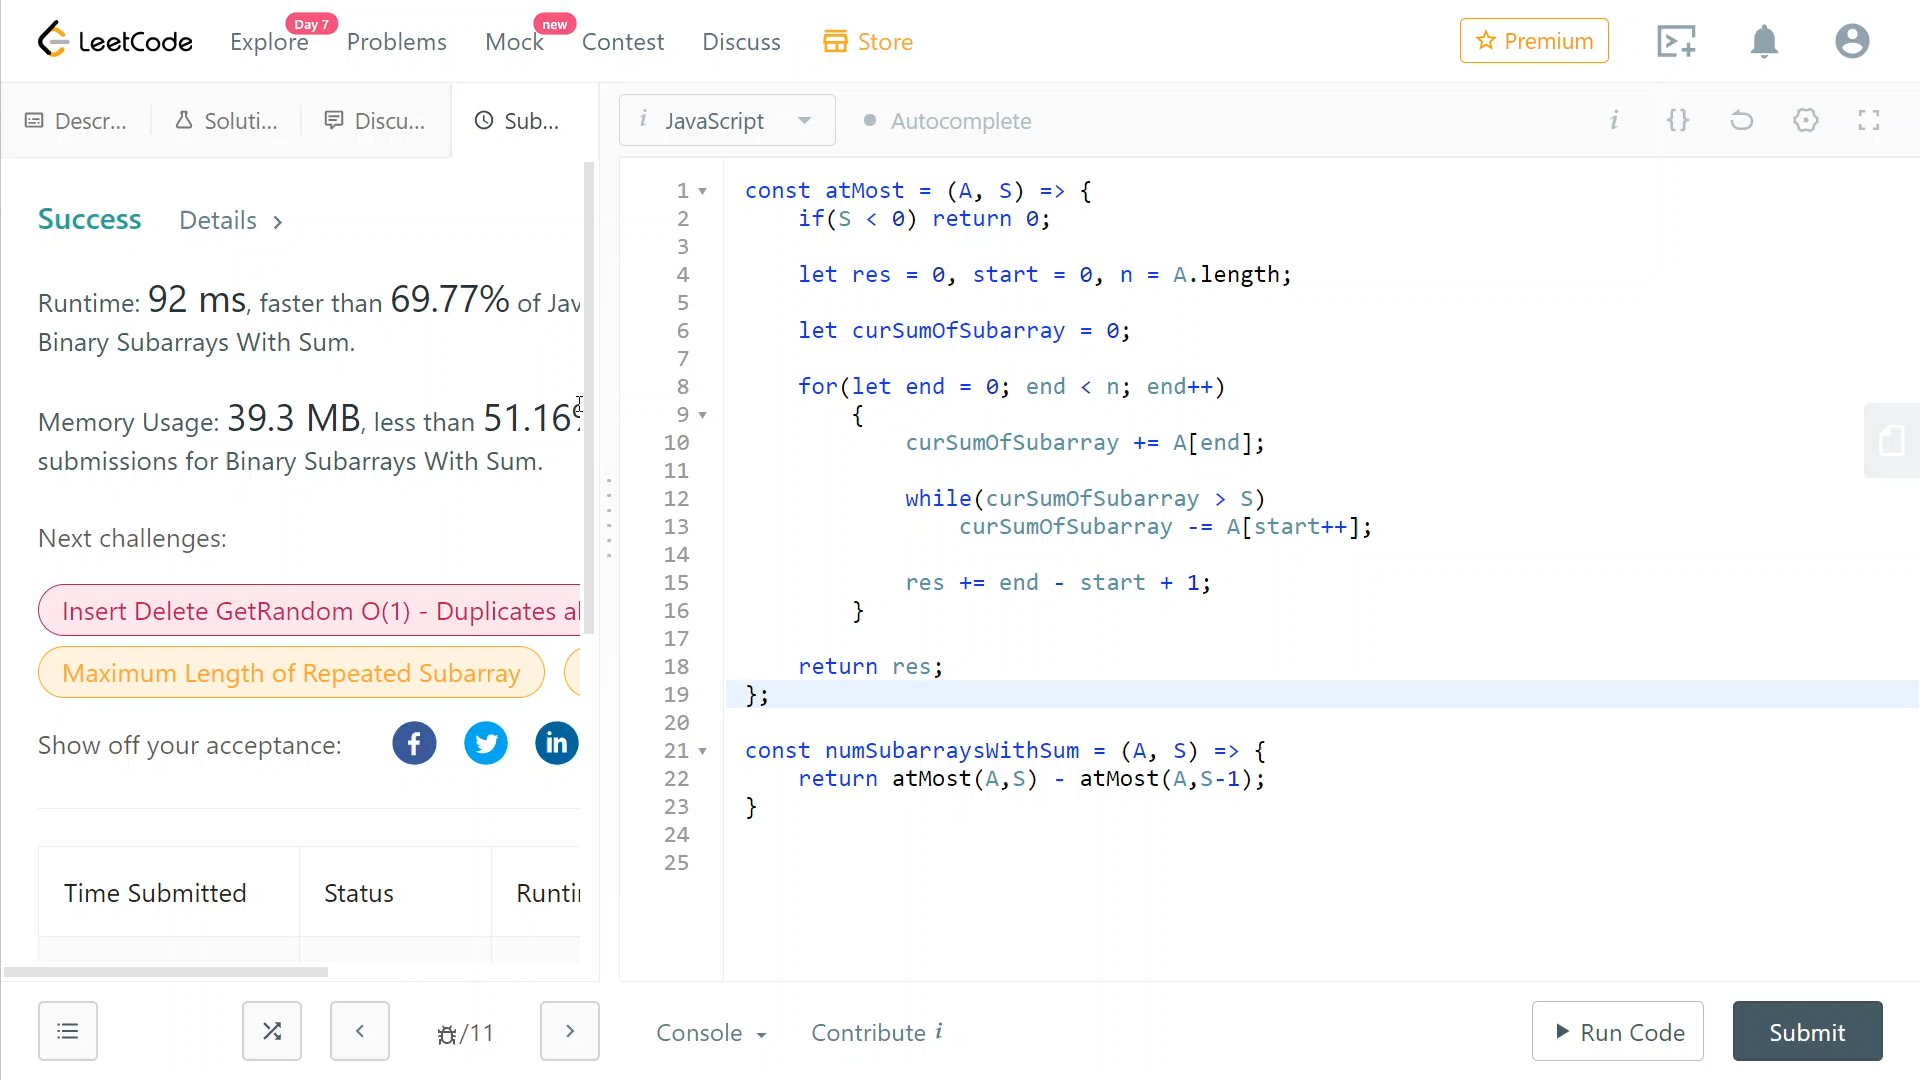 LeetCode
Explore Day 7 Problems Mock new Contest Discuss Store Premium
Descr... Soluti... Discu... Sub...
i JavaScript Autocomplete i {}
Success Details >
Runtime: 92 ms, faster than 69.77% of Jav
Binary Subarrays With Sum.
Memory Usage: 39.3 MB, less than 51.16%
submissions for Binary Subarrays With Sum.
Next challenges:
Insert Delete GetRandom O(1) - Duplicates al
Maximum Length of Repeated Subarray
Show off your acceptance: f in
Time Submitted Status Runtin
1 const atMost = (A, S) => {
2 if(S < 0) return 0;
3
4 let res = 0, start = 0, n = A.length;
5
6 let curSumOfSubarray = 0;
7
8 for(let end = 0; end < n; end++)
9 {
10 curSumOfSubarray += A[end];
11
12 while(curSumOfSubarray > S)
13 curSumOfSubarray -= A[start++];
14
15 res += end - start + 1;
16 }
17
18 return res;
19 };
20
21 const numSubarraysWithSum = (A, S) => {
22 return atMost(A,S) - atMost(A,S-1);
23 }
24
25
< /11 > Console Contribute i Run Code Submit